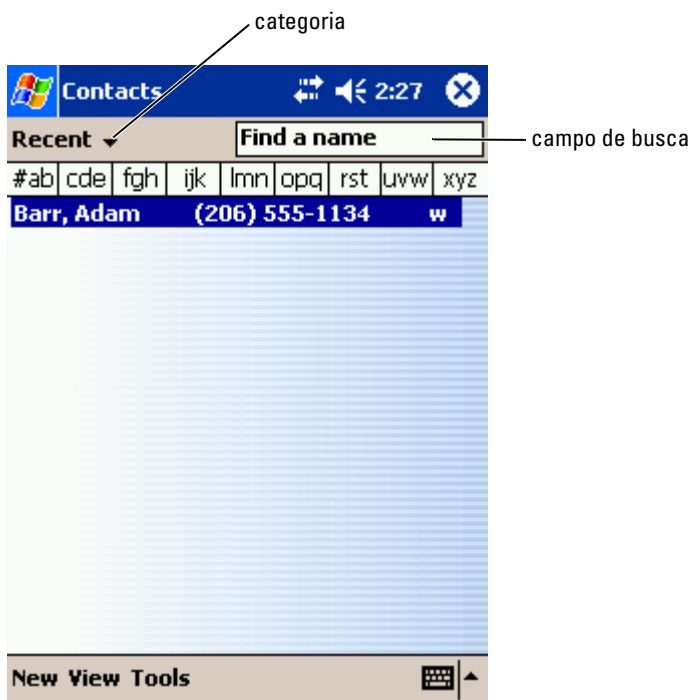 categoria
Contacts 2:27
Recent Find a name campo de busca
#ab cde fgh ijk lmn opq rst uvw xyz
Barr, Adam (206) 555-1134 w
New View Tools